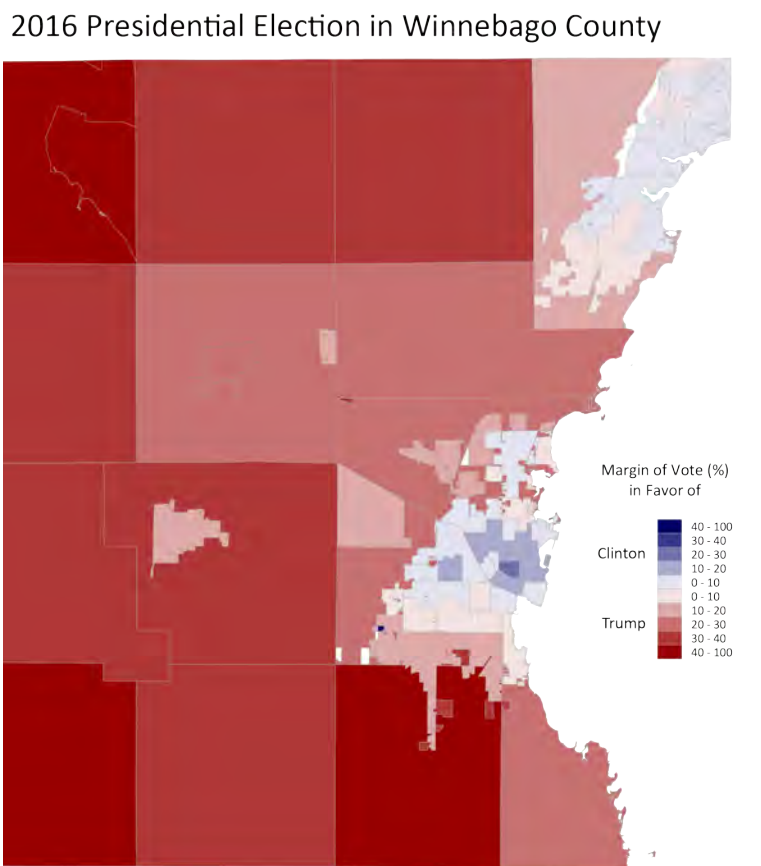 2016 Presidential Election in Winnebago County
Margin of Vote (%)
in Favor of
Clinton
40 - 100
30 - 40
20 - 30
10 - 20
0 - 10
Trump
0 - 10
10 - 20
20 - 30
30 - 40
40 - 100